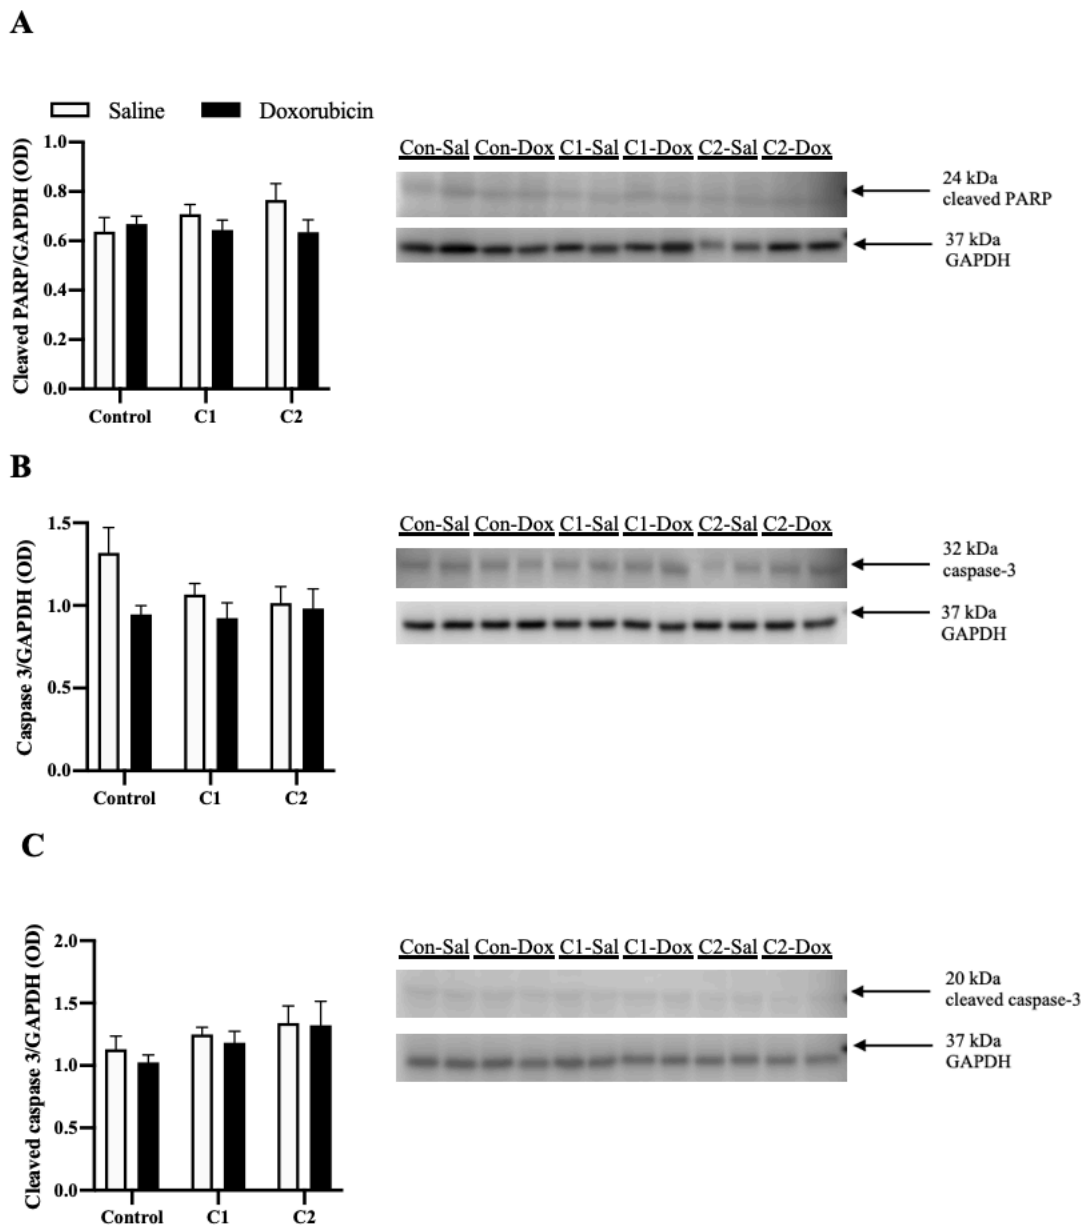 A
Saline Doxorubicin
Cleaved PARP/GAPDH (OD)
1.0
0.8
0.6
0.4
0.2
0.0
Control C1 C2
Con-Sal Con-Dox C1-Sal C1-Dox C2-Sal C2-Dox
24 kDa
cleaved PARP
37 kDa
GAPDH
B
Caspase 3/GAPDH (OD)
1.5
1.0
0.5
0.0
Control C1 C2
Con-Sal Con-Dox C1-Sal C1-Dox C2-Sal C2-Dox
32 kDa
caspase-3
37 kDa
GAPDH
C
Cleaved caspase 3/GAPDH (OD)
2.0
1.5
1.0
0.5
0.0
Control C1 C2
Con-Sal Con-Dox C1-Sal C1-Dox C2-Sal C2-Dox
20 kDa
cleaved caspase-3
37 kDa
GAPDH